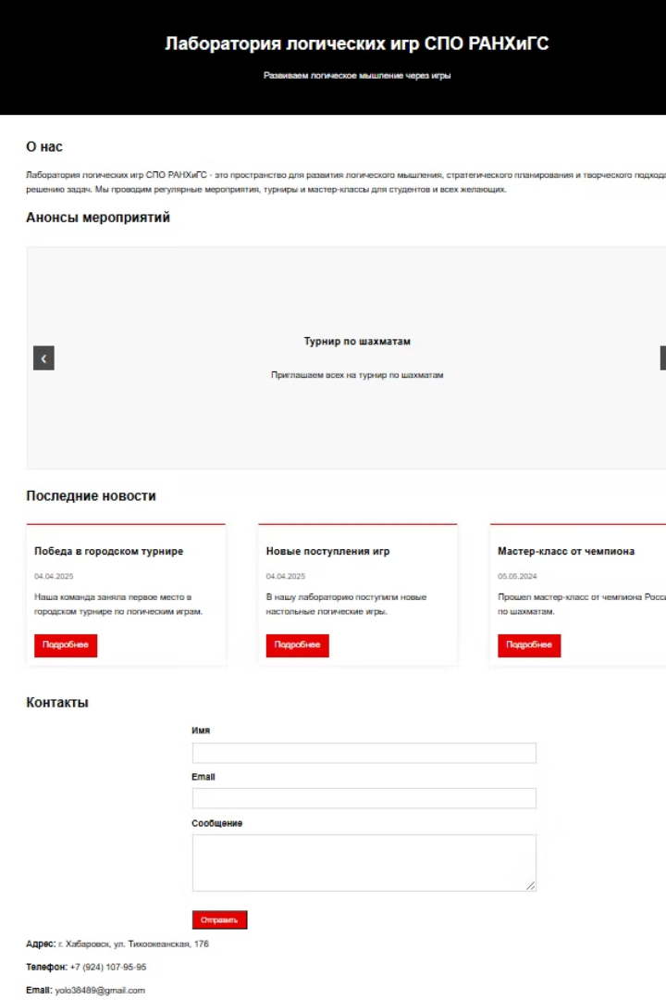 Лаборатория логических игр СПО РАНХиГС
Развиваем логическое мышление через игры
О нас
Лаборатория логических игр СПО РАНХиГС - это пространство для развития логического мышления, стратегического планирования и творческого подхода
решению задач. Мы проводим регулярные мероприятия, турниры и мастер-классы для студентов и всех желающих.
Анонсы мероприятий
Турнир по шахматам
‹
Приглашаем всех на турнир по шахматам
Последние новости
Победа в городском турнире
04.04.2025
Наша команда заняла первое место в
городском турнире по логическим играм.
Подробнее
Новые поступления игр
04.04.2025
В нашу лабораторию поступили новые
настольные логические игры.
Подробнее
Мастер-класс от чемпиона
05.05.2024
Прошел мастер-класс от чемпиона
по шахматам.
Подробнее
Контакты
Имя
Email
Сообщение
Отправить
Адрес: г. Хабаровск, ул. Тихоокеанская, 176
Телефон: +7 (924) 107-95-95
Email: yolo38489@gmail.com